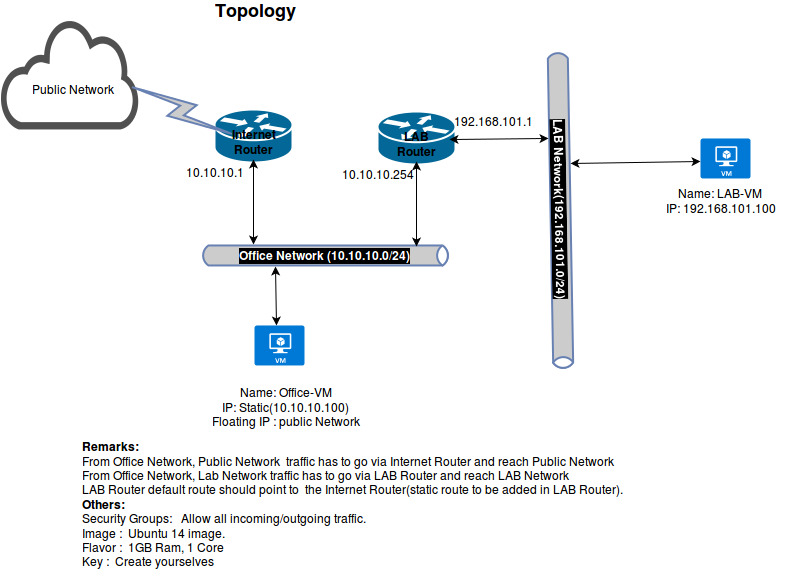 Topology
Public Network
Internet
Router
LAB
Router
192.168.101.1
10.10.10.1
10.10.10.254
LAB Network(192.168.101.0/24)
VM
Name: LAB-VM
IP: 192.168.101.100
Office Network (10.10.10.0/24)
VM
Name: Office-VM
IP: Static(10.10.10.100)
Floating IP : public Network
Remarks:
From Office Network, Public Network traffic has to go via Internet Router and reach Public Network
From Office Network, Lab Network traffic has to go via LAB Router and reach LAB Network
LAB Router default route should point to the Internet Router(static route to be added in LAB Router).
Others:
Security Groups: Allow all incoming/outgoing traffic.
Image : Ubuntu 14 image.
Flavor : 1GB Ram, 1 Core
Key : Create yourselves